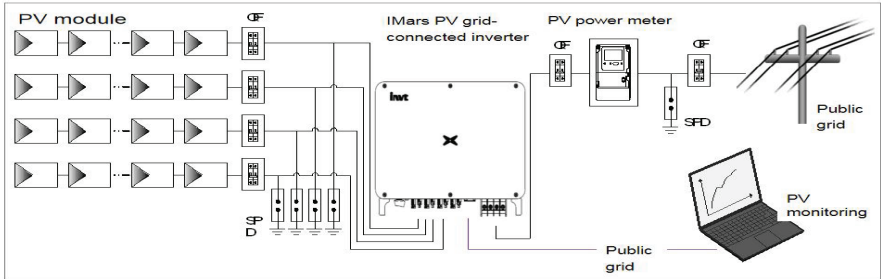 PV module
QF
IMars PV grid-
connected inverter
PV power meter
QF
QF
invt
Public
grid
SPD
SP
D
PV
monitoring
Public
grid